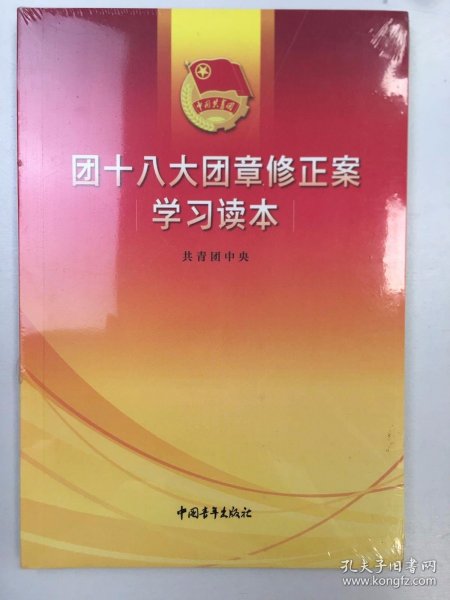 中国共青团
团十八大团章修正案
学习读本
共青团中央
中国青年出版社
孔夫子旧书网
www.kongfz.com